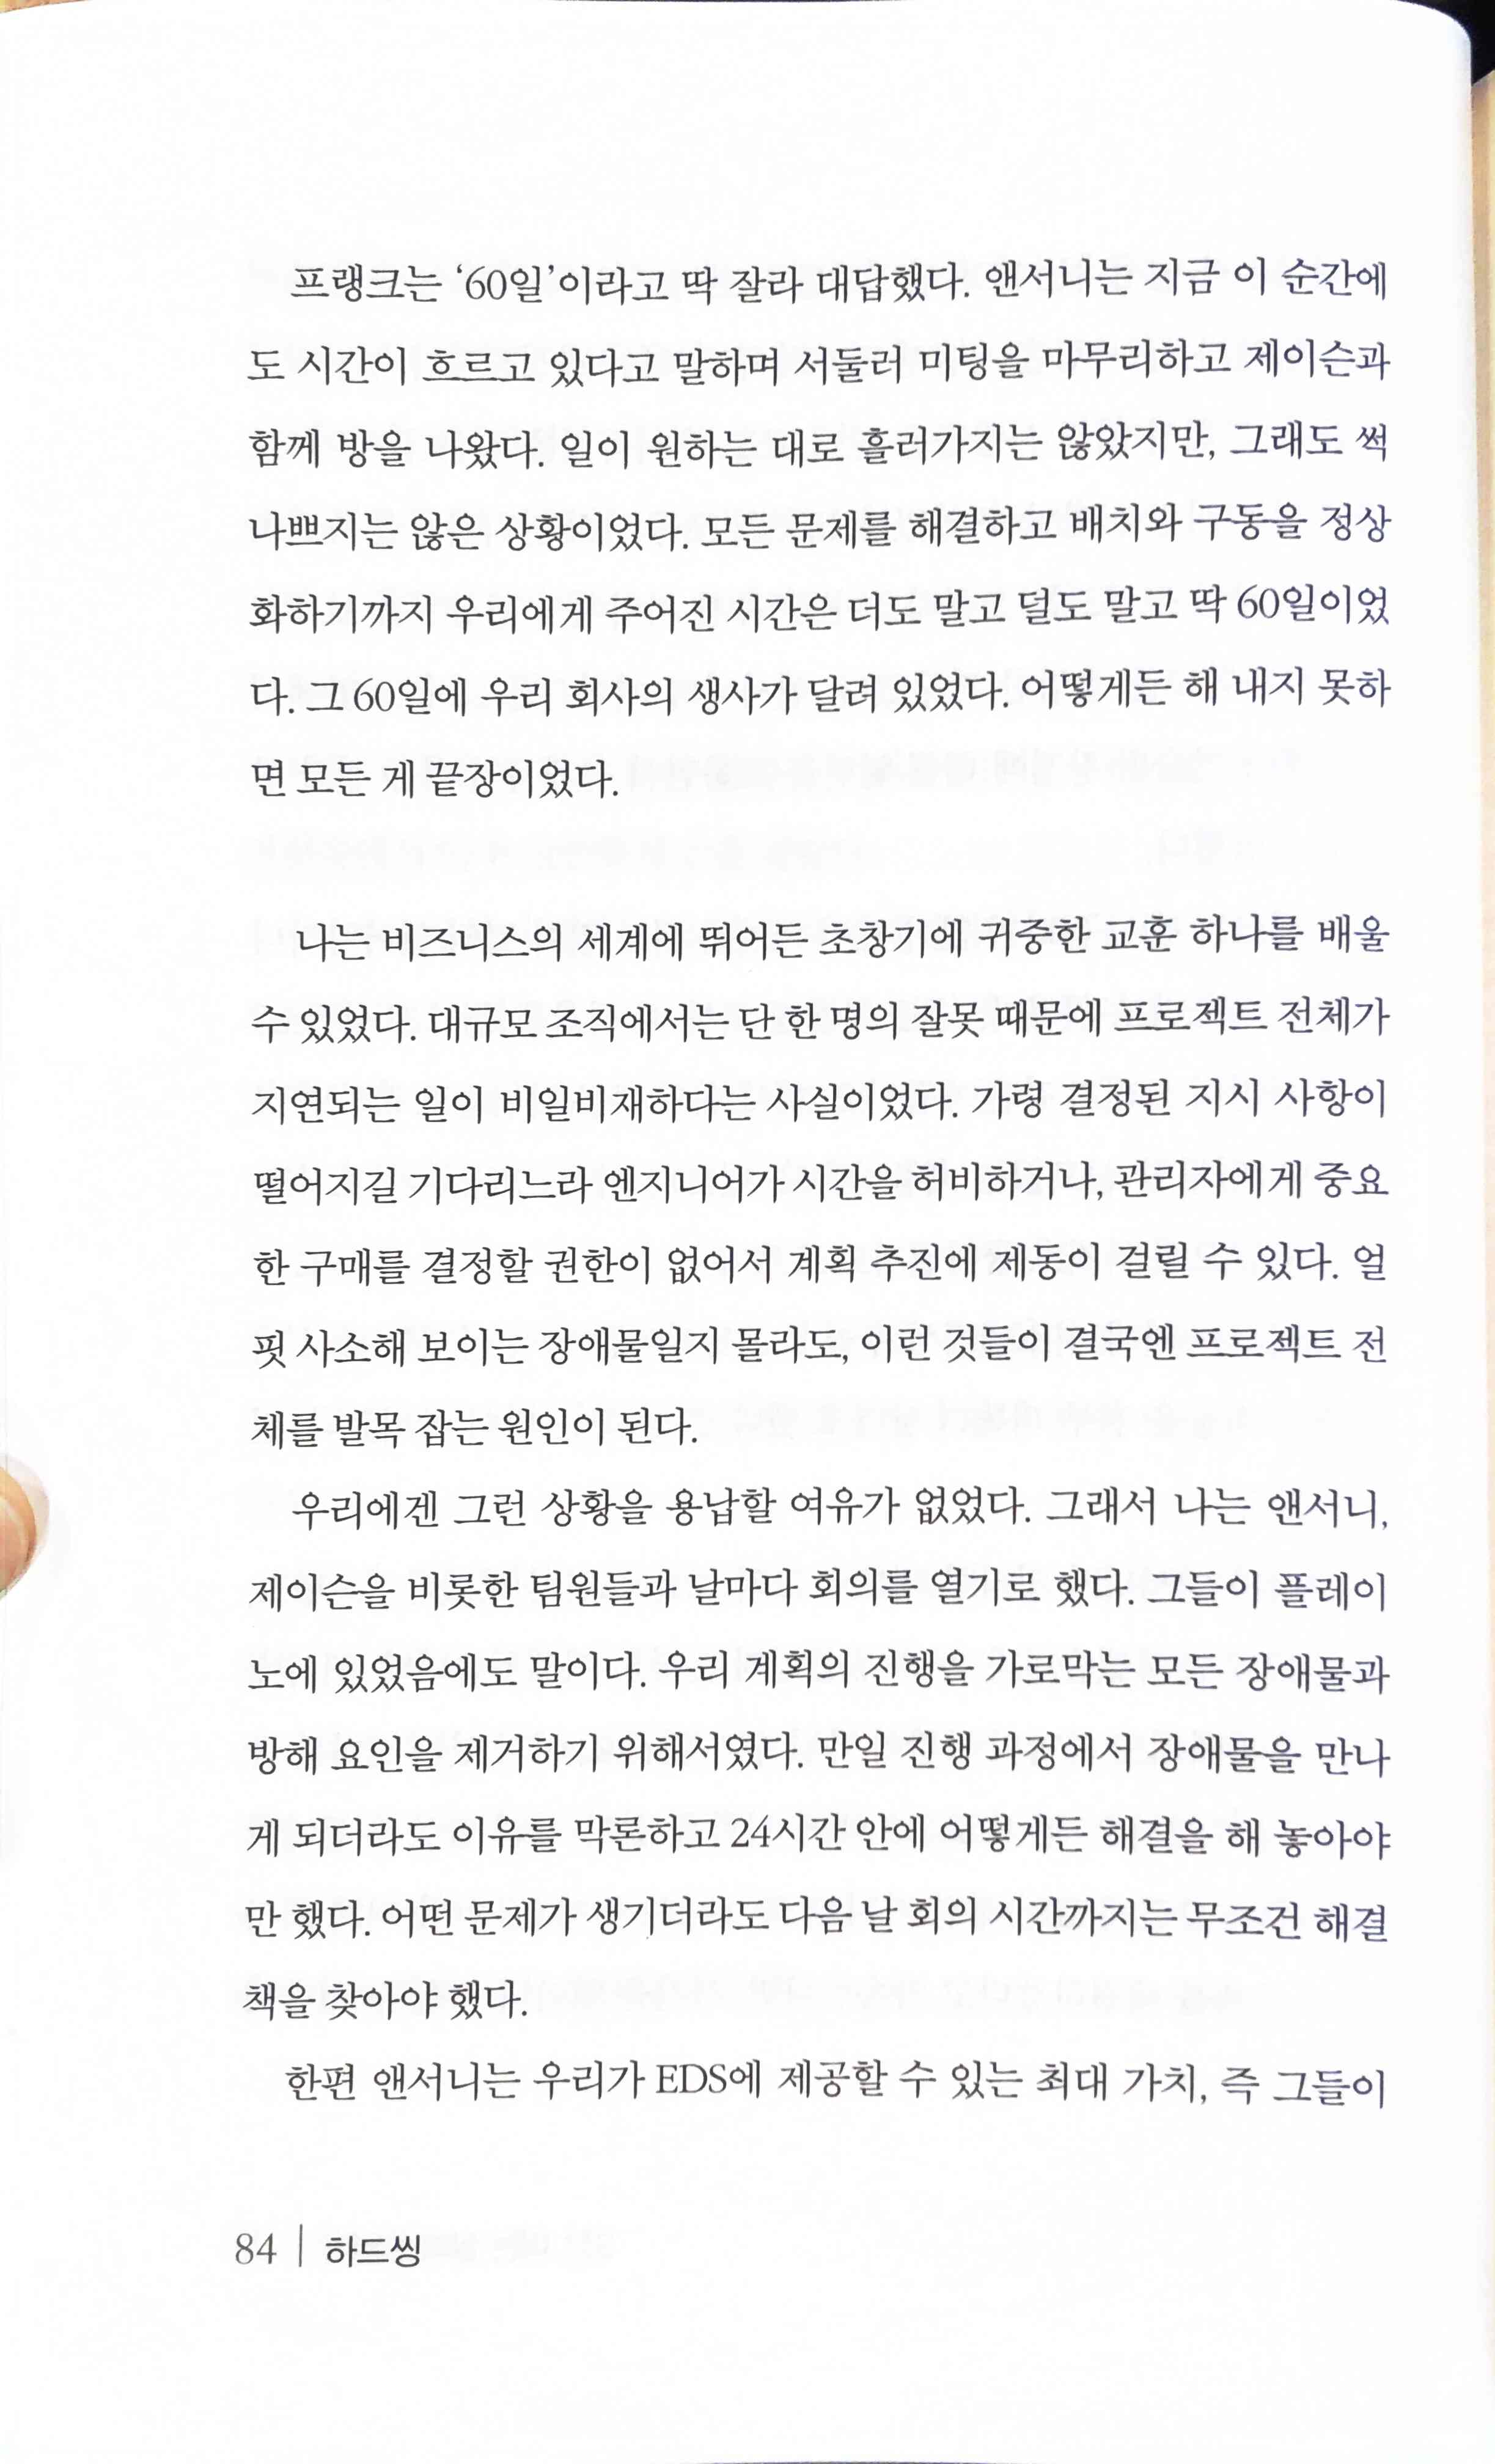 프랭크는 ‘60일’이라고 딱 잘라 대답했다. 앤서니는 지금 이 순간에
도 시간이 흐르고 있다고 말하며 서둘러 미팅을 마무리하고 제이슨과
함께 방을 나왔다. 일이 원하는 대로 흘러가지는 않았지만, 그래도 썩
나쁘지는 않은 상황이었다. 모든 문제를 해결하고 배치와 구동을 정상
화하기까지 우리에게 주어진 시간은 더도 말고 덜도 말고 딱 60일이었
다. 그 60일에 우리 회사의 생사가 달려 있었다. 어떻게든 해 내지 못하
면 모든 게 끝장이었다.
나는 비즈니스의 세계에 뛰어든 초창기에 귀중한 교훈 하나를 배울
수 있었다. 대규모 조직에서는 단 한 명의 잘못 때문에 프로젝트 전체가
지연되는 일이 비일비재하다는 사실이었다. 가령 결정된 지시 사항이
떨어지길 기다리느라 엔지니어가 시간을 허비하거나, 관리자에게 중요
한 구매를 결정할 권한이 없어서 계획 추진에 제동이 걸릴 수 있다. 얼
핏 사소해 보이는 장애물일지 몰라도, 이런 것들이 결국엔 프로젝트 전
체를 발목 잡는 원인이 된다.
우리에겐 그런 상황을 용납할 여유가 없었다. 그래서 나는 앤서니,
제이슨을 비롯한 팀원들과 날마다 회의를 열기로 했다. 그들이 플레이
노에 있었음에도 말이다. 우리 계획의 진행을 가로막는 모든 장애물과
방해 요인을 제거하기 위해서였다. 만일 진행 과정에서 장애물을 만나
게 되더라도 이유를 막론하고 24시간 안에 어떻게든 해결을 해 놓아야
만 했다. 어떤 문제가 생기더라도 다음 날 회의 시간까지는 무조건 해결
책을 찾아야 했다.
한편 앤서니는 우리가 EDS에 제공할 수 있는 최대 가치, 즉 그들이
84 | 하드씽